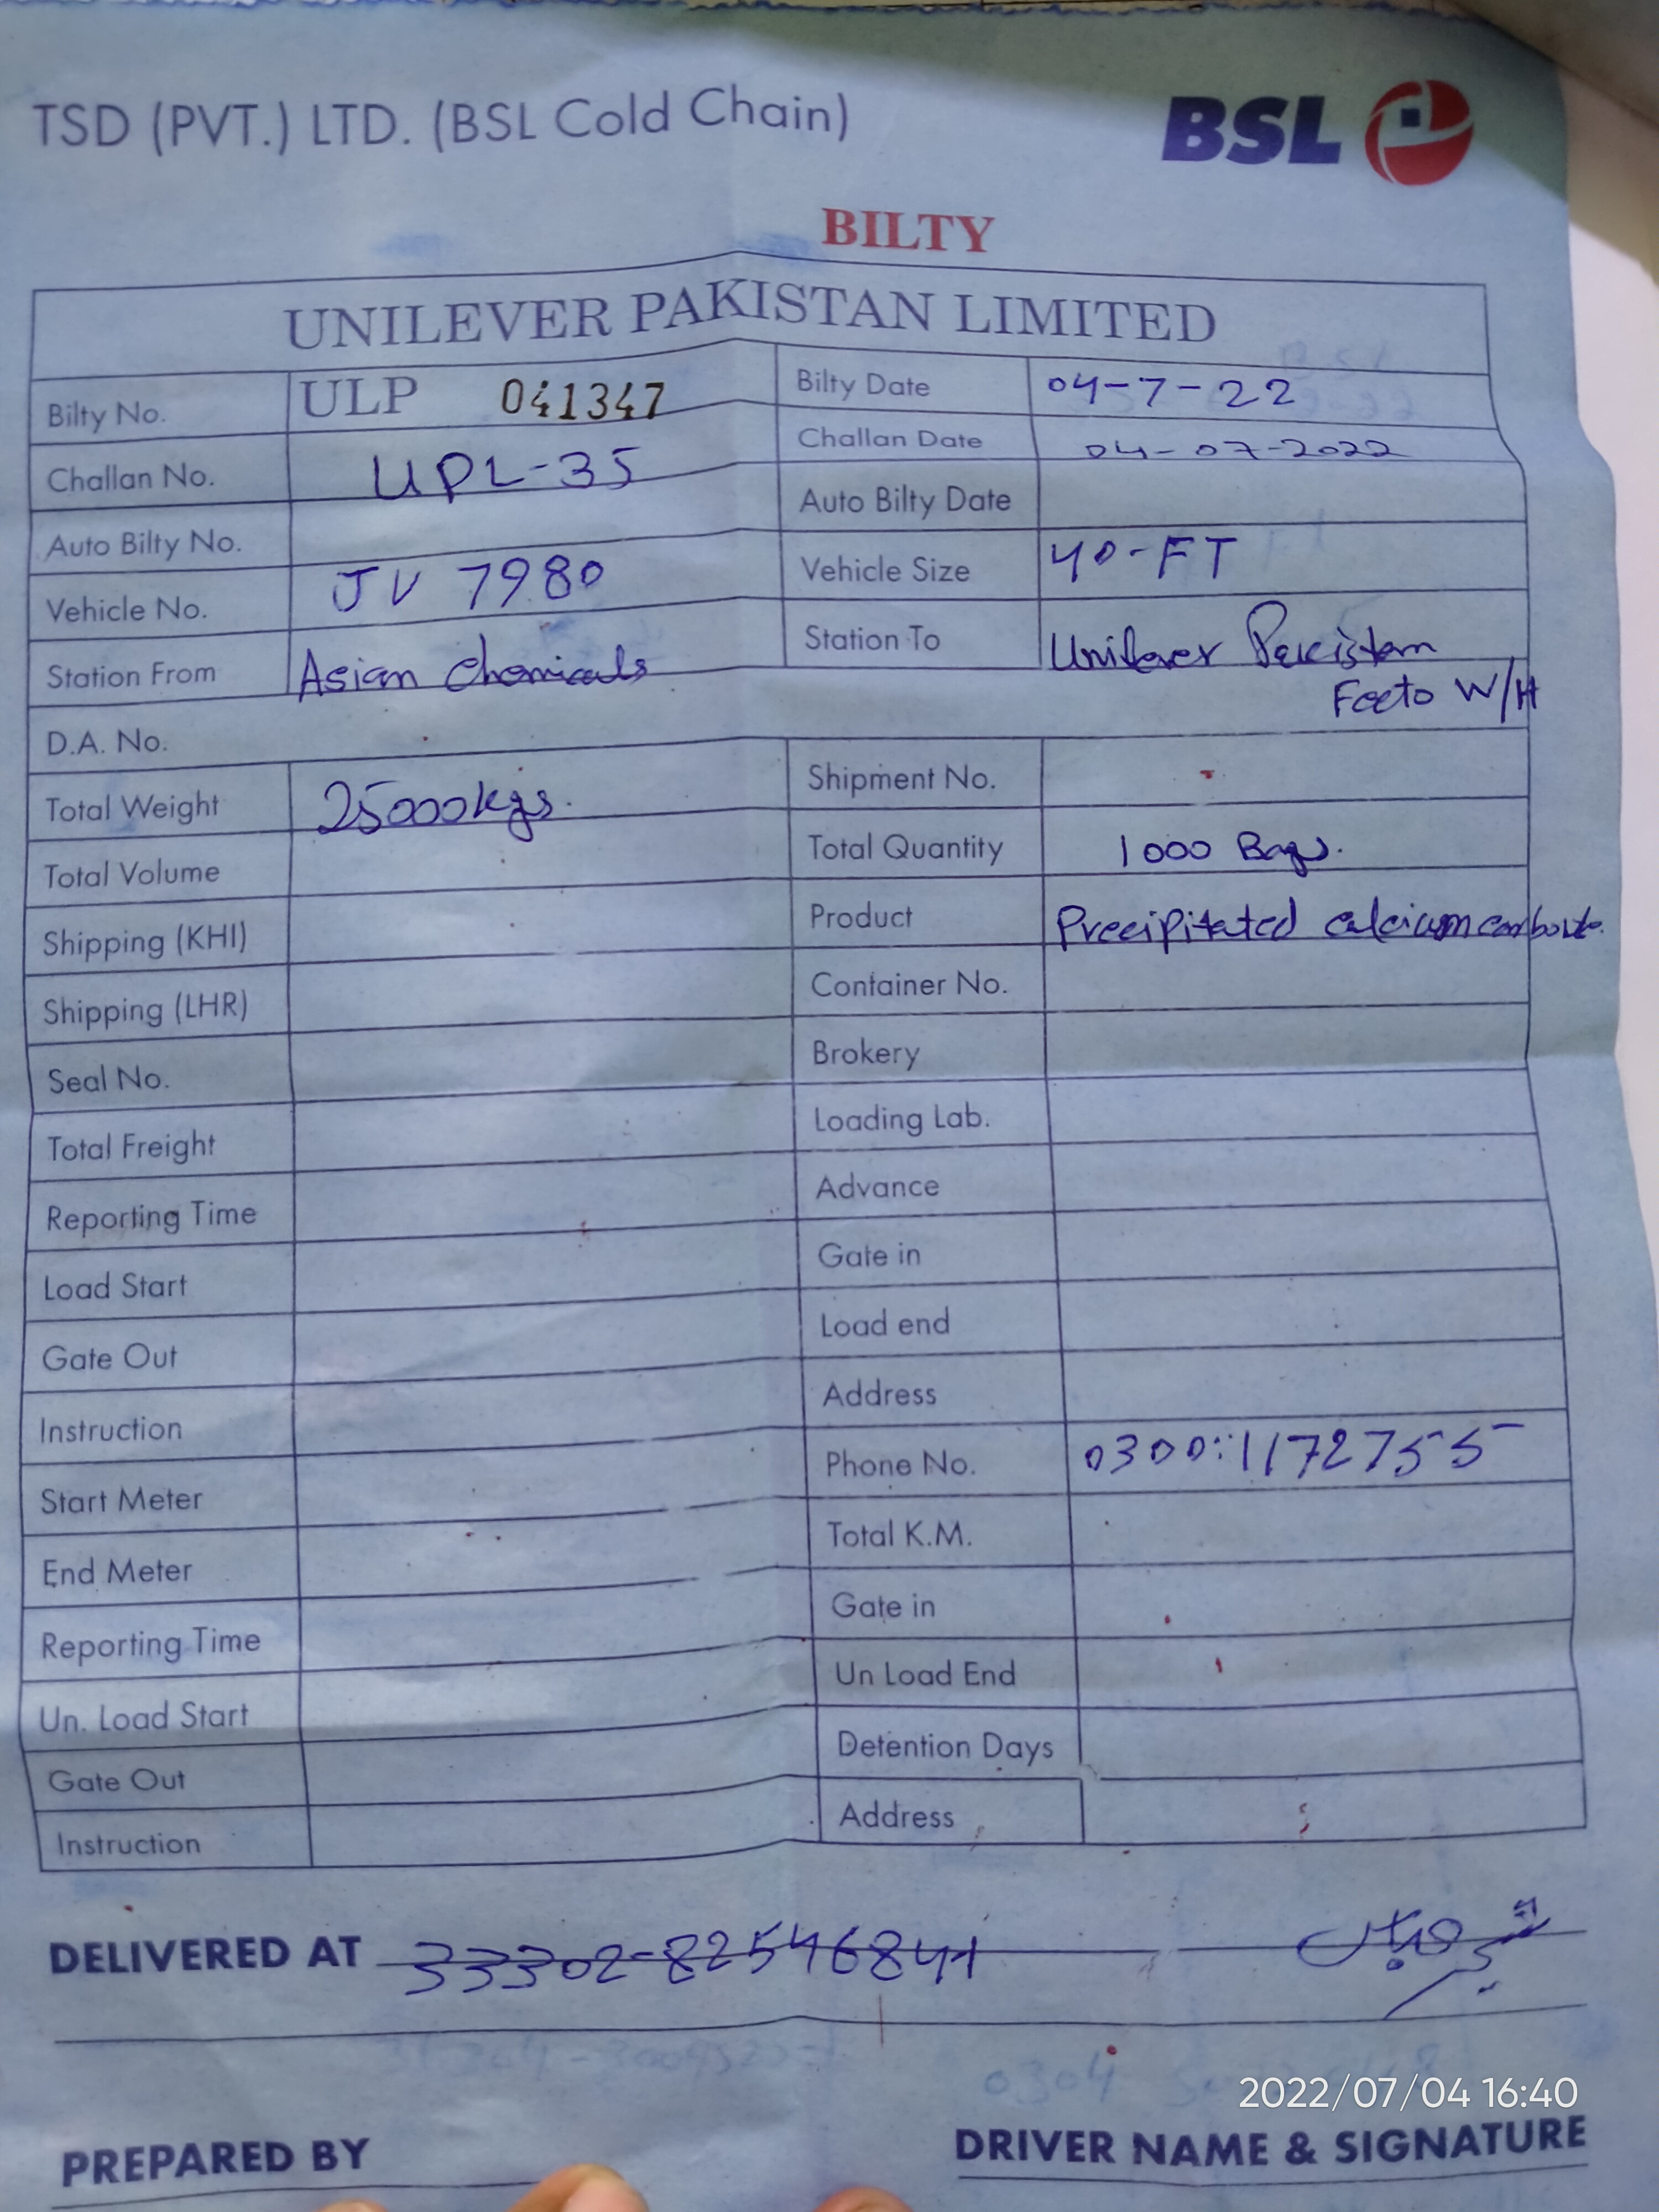 TSD (PVT.) LTD. (BSL Cold Chain)
BSL
BILTY
UNILEVER PAKISTAN LIMITED
Bilty No. ULP 041347 Bilty Date 04-7-22
Challan No. UPL-35 Challan Date 04-07-2022
Auto Bilty No. Auto Bilty Date
Vehicle No. JV 7980 Vehicle Size 40-FT
Station From Asian Chemicals Station To Unilever Pakistan
Fecto W/H
D.A. No.
Total Weight 25000kgs. Shipment No.
Total Volume Total Quantity 1000 Bags.
Shipping (KHI) Product Precipitated calcium carbonate.
Shipping (LHR) Container No.
Seal No. Brokery
Total Freight Loading Lab.
Reporting Time Advance
Load Start Gate in
Gate Out Load end
Instruction Address
Start Meter Phone No. 0300:1172755
End Meter Total K.M.
Reporting Time Gate in
Un. Load Start Un Load End
Gate Out Detention Days
Instruction Address
DELIVERED AT 33302-82546841
2022/07/04 16:40
PREPARED BY DRIVER NAME & SIGNATURE